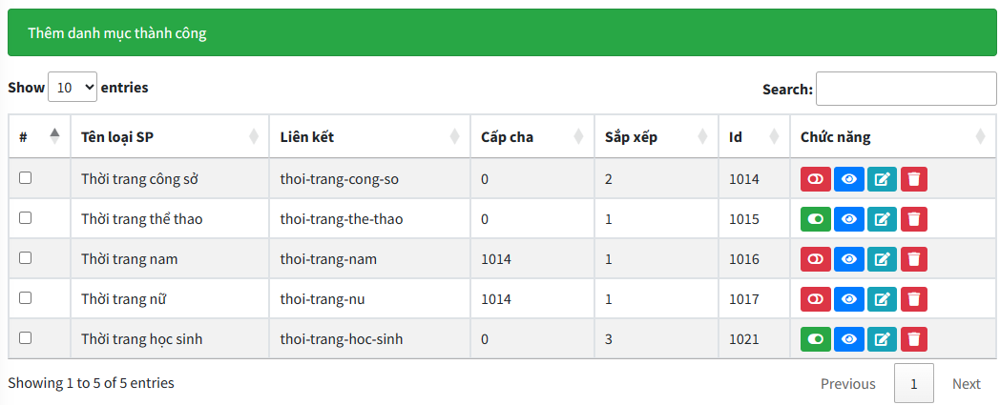 Thêm danh mục thành công
Show 10 entries Search:
# Tên loại SP Liên kết Cấp cha Sắp xếp Id Chức năng
Thời trang công sở thoi-trang-cong-so 0 2 1014
Thời trang thể thao thoi-trang-the-thao 0 1 1015
Thời trang nam thoi-trang-nam 1014 1 1016
Thời trang nữ thoi-trang-nu 1014 1 1017
Thời trang học sinh thoi-trang-hoc-sinh 0 3 1021
Showing 1 to 5 of 5 entries Previous 1 Next